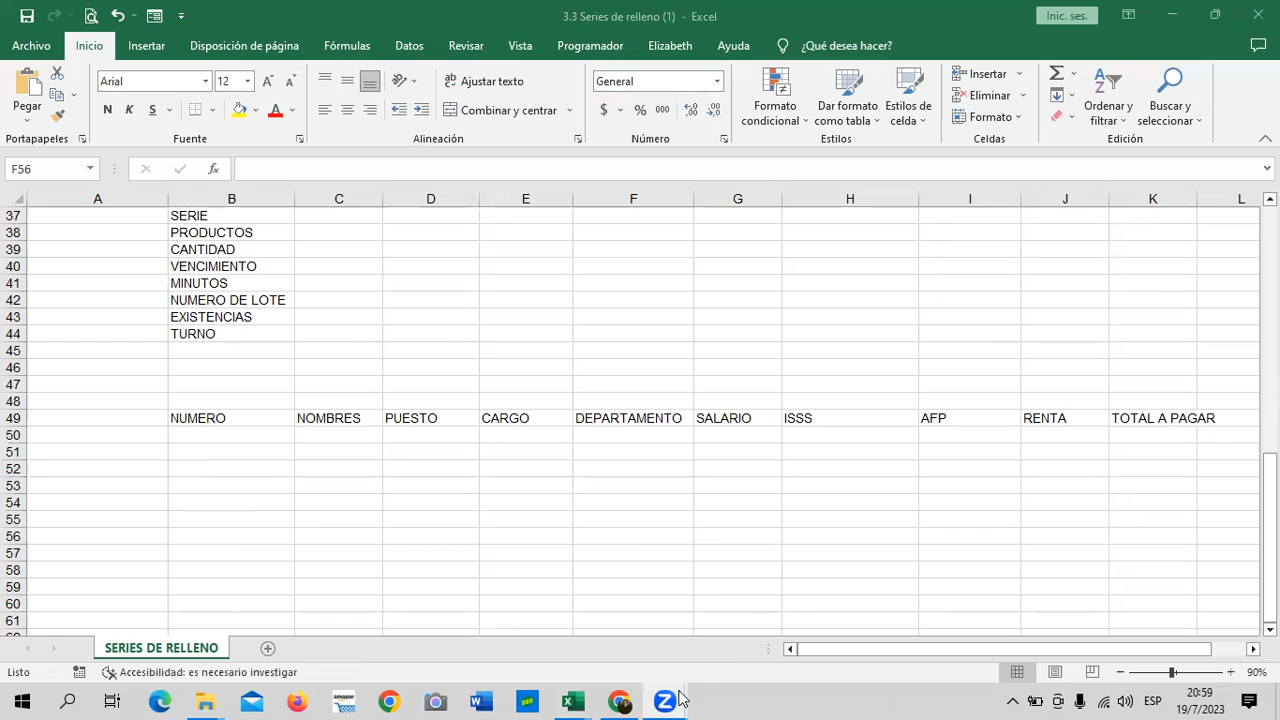 3.3 Series de relleno (1) - Excel
Inic. ses.
Archivo Inicio Insertar Disposición de página Fórmulas Datos Revisar Vista Programador Elizabeth Ayuda ¿Qué desea hacer?
Pegar
Portapapeles
Arial 12
N K S
Fuente
Ajustar texto
Combinar y centrar
Alineación
General
$ % 000
Número
Formato condicional
Dar formato como tabla
Estilos de celda
Estilos
Insertar
Eliminar
Formato
Celdas
Ordenar y filtrar
Buscar y seleccionar
Edición
F56 fx
A B C D E F G H I J K L
37 SERIE
38 PRODUCTOS
39 CANTIDAD
40 VENCIMIENTO
41 MINUTOS
42 NUMERO DE LOTE
43 EXISTENCIAS
44 TURNO
45
46
47
48
49 NUMERO NOMBRES PUESTO CARGO DEPARTAMENTO SALARIO ISSS AFP RENTA TOTAL A PAGAR
50
51
52
53
54
55
56
57
58
59
60
61
SERIES DE RELLENO
Listo Accesibilidad: es necesario investigar 90%
ESP 20:59
19/7/2023